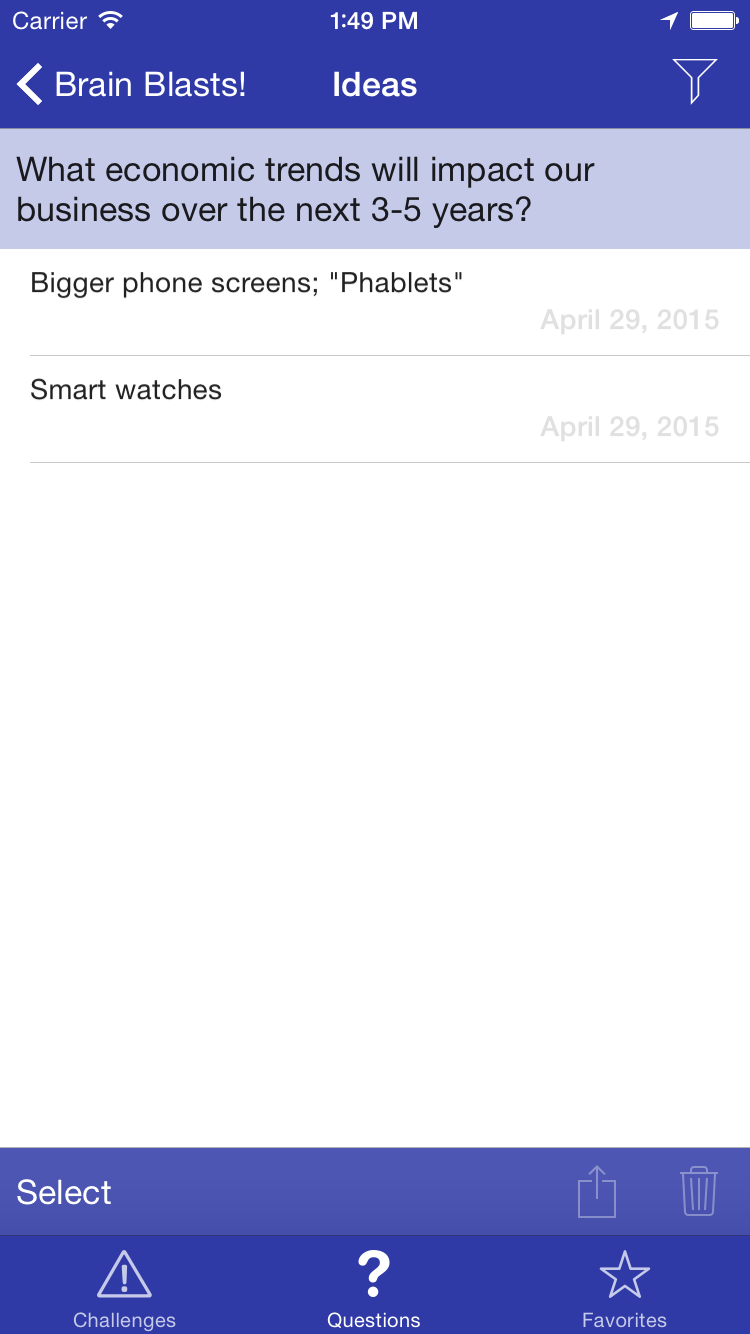 Carrier 1:49 PM
Brain Blasts! Ideas
What economic trends will impact our
business over the next 3-5 years?
Bigger phone screens; "Phablets"
April 29, 2015
Smart watches
April 29, 2015
Select
Challenges Questions Favorites